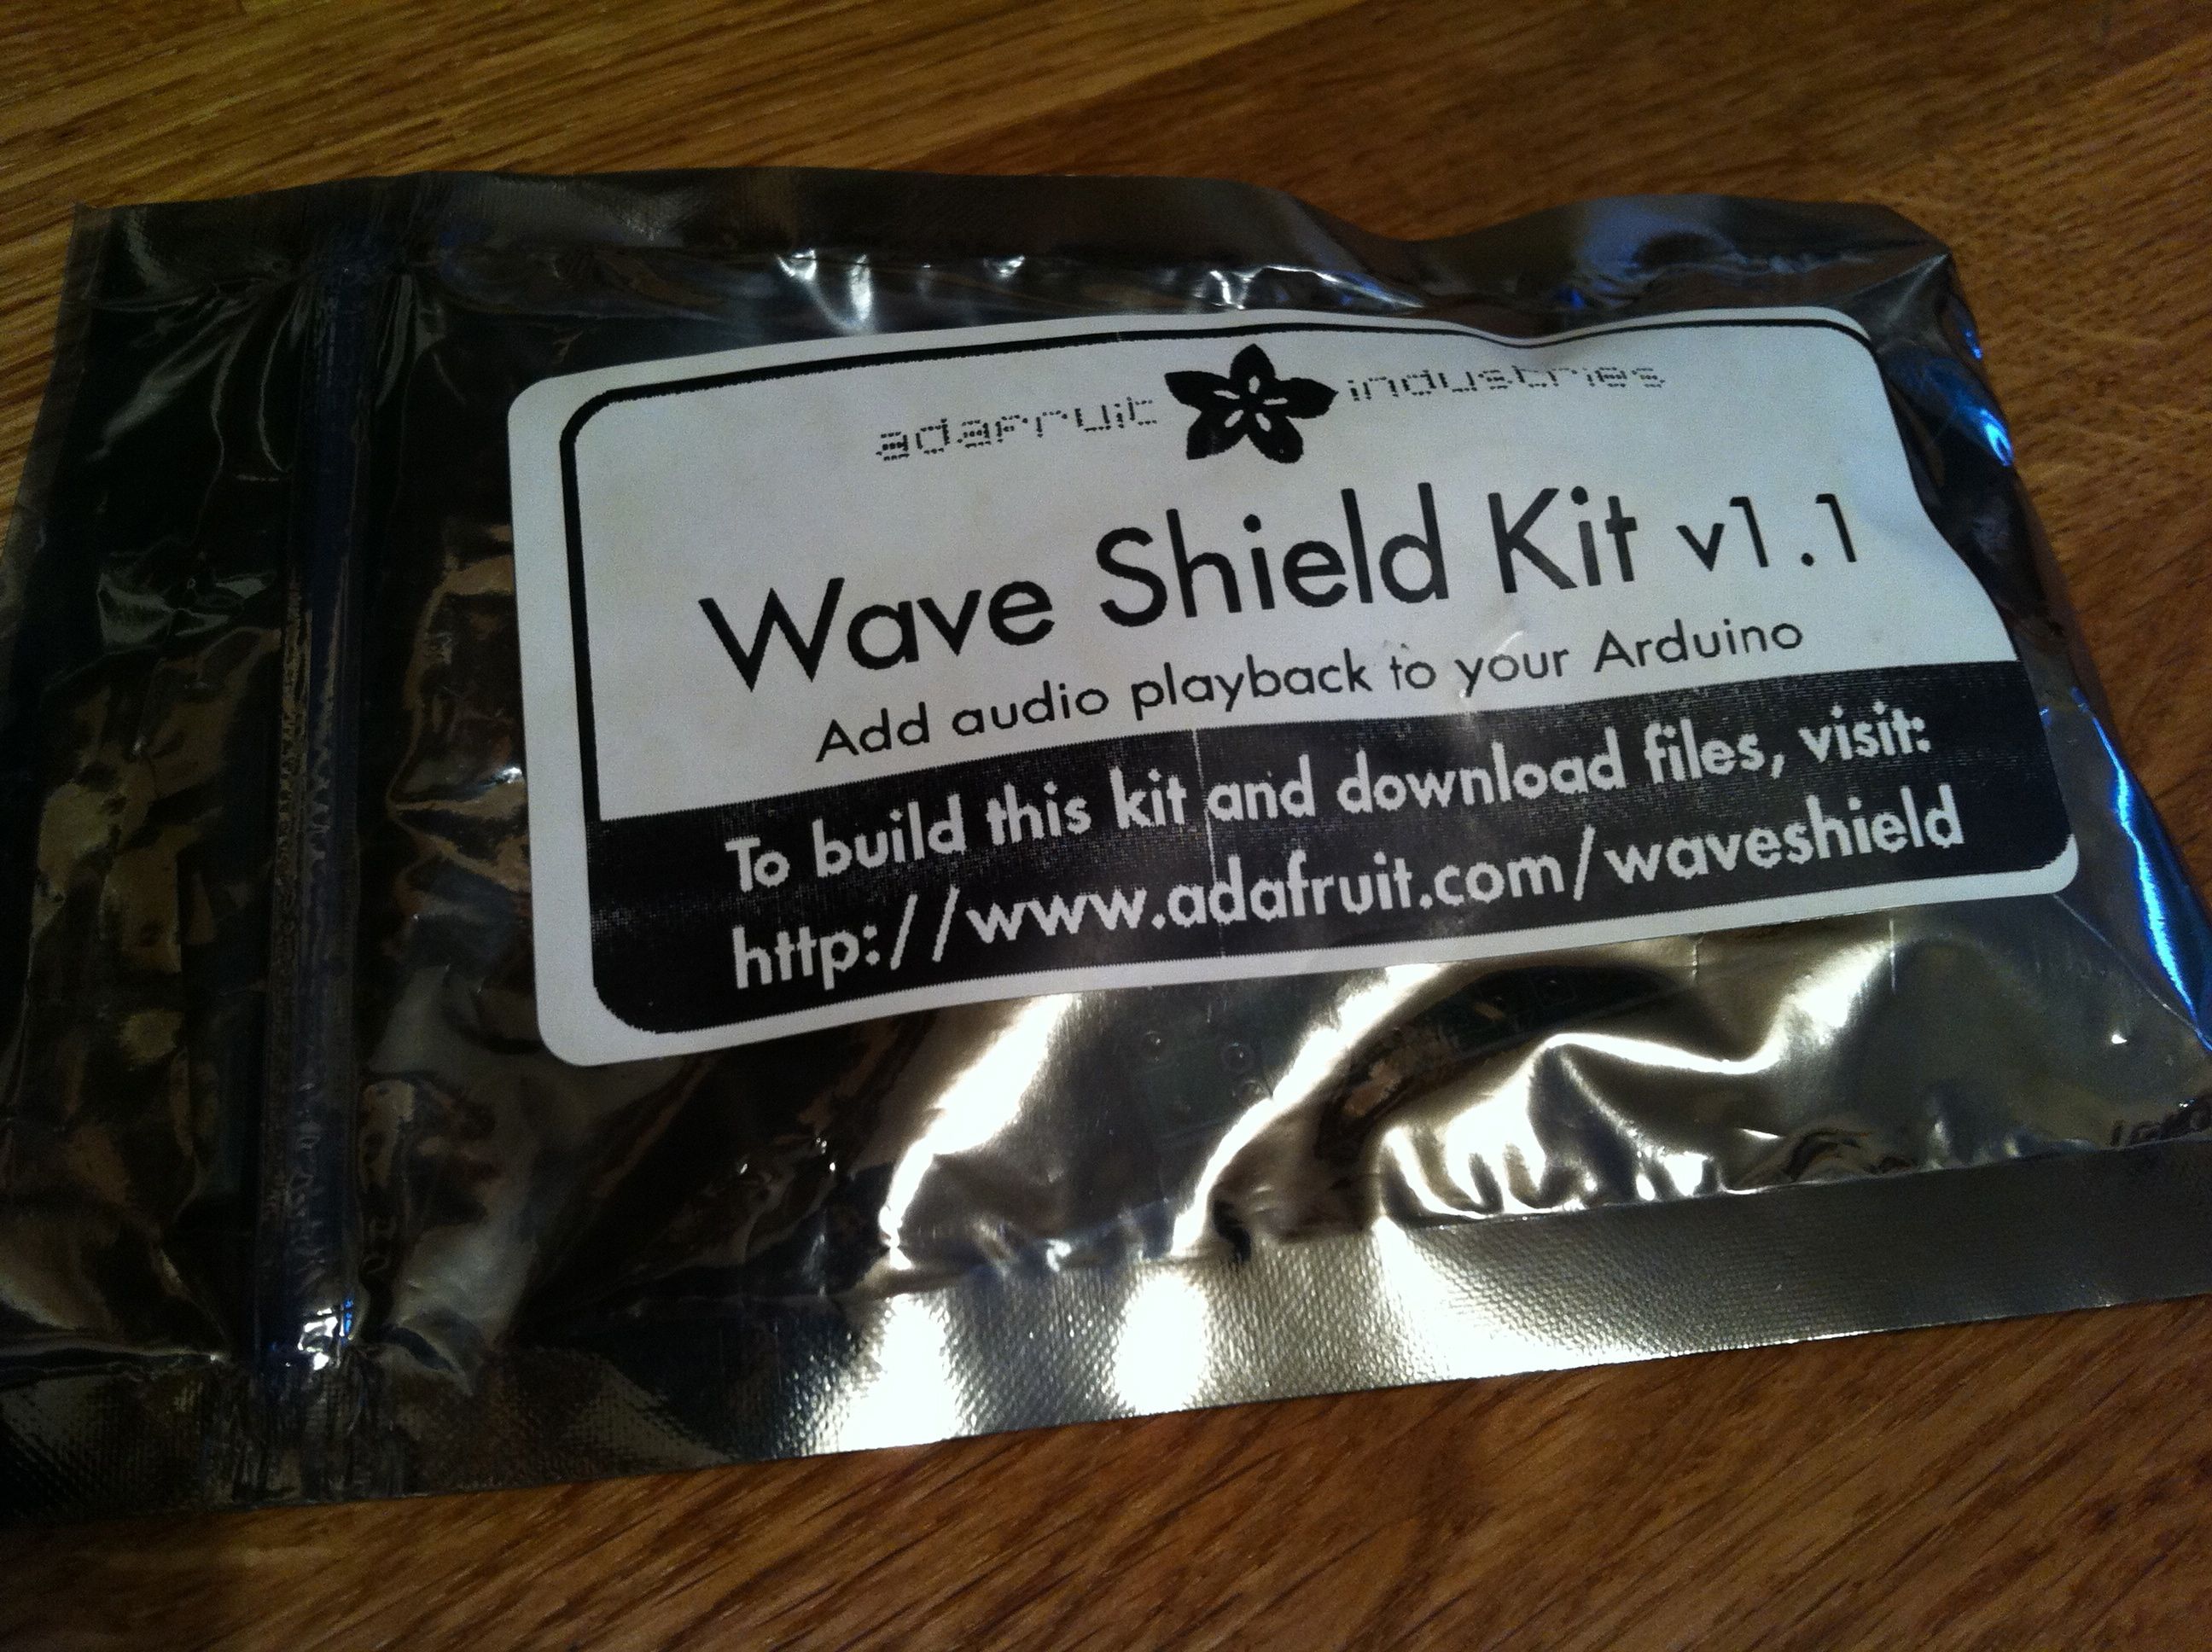 adafruit industries
Wave Shield Kit v1.1
Add audio playback to your Arduino
To build this kit and download files, visit:
http://www.adafruit.com/waveshield